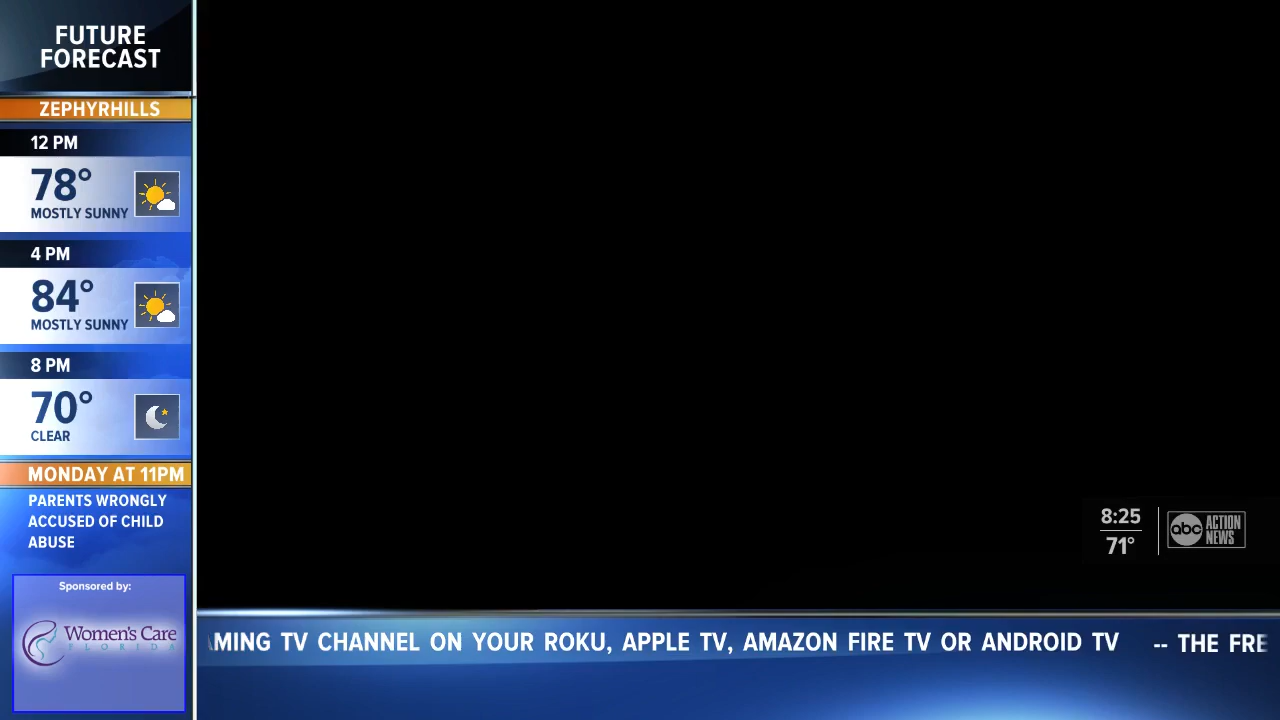 FUTURE
FORECAST
ZEPHYRHILLS
12 PM
78°
MOSTLY SUNNY
4 PM
84°
MOSTLY SUNNY
8 PM
70°
CLEAR
MONDAY AT 11PM
PARENTS WRONGLY
ACCUSED OF CHILD
ABUSE
Sponsored by:
Women's Care
FLORIDA
8:25
71°
abc
ACTION
NEWS
AMING TV CHANNEL ON YOUR ROKU, APPLE TV, AMAZON FIRE TV OR ANDROID TV -- THE FRE